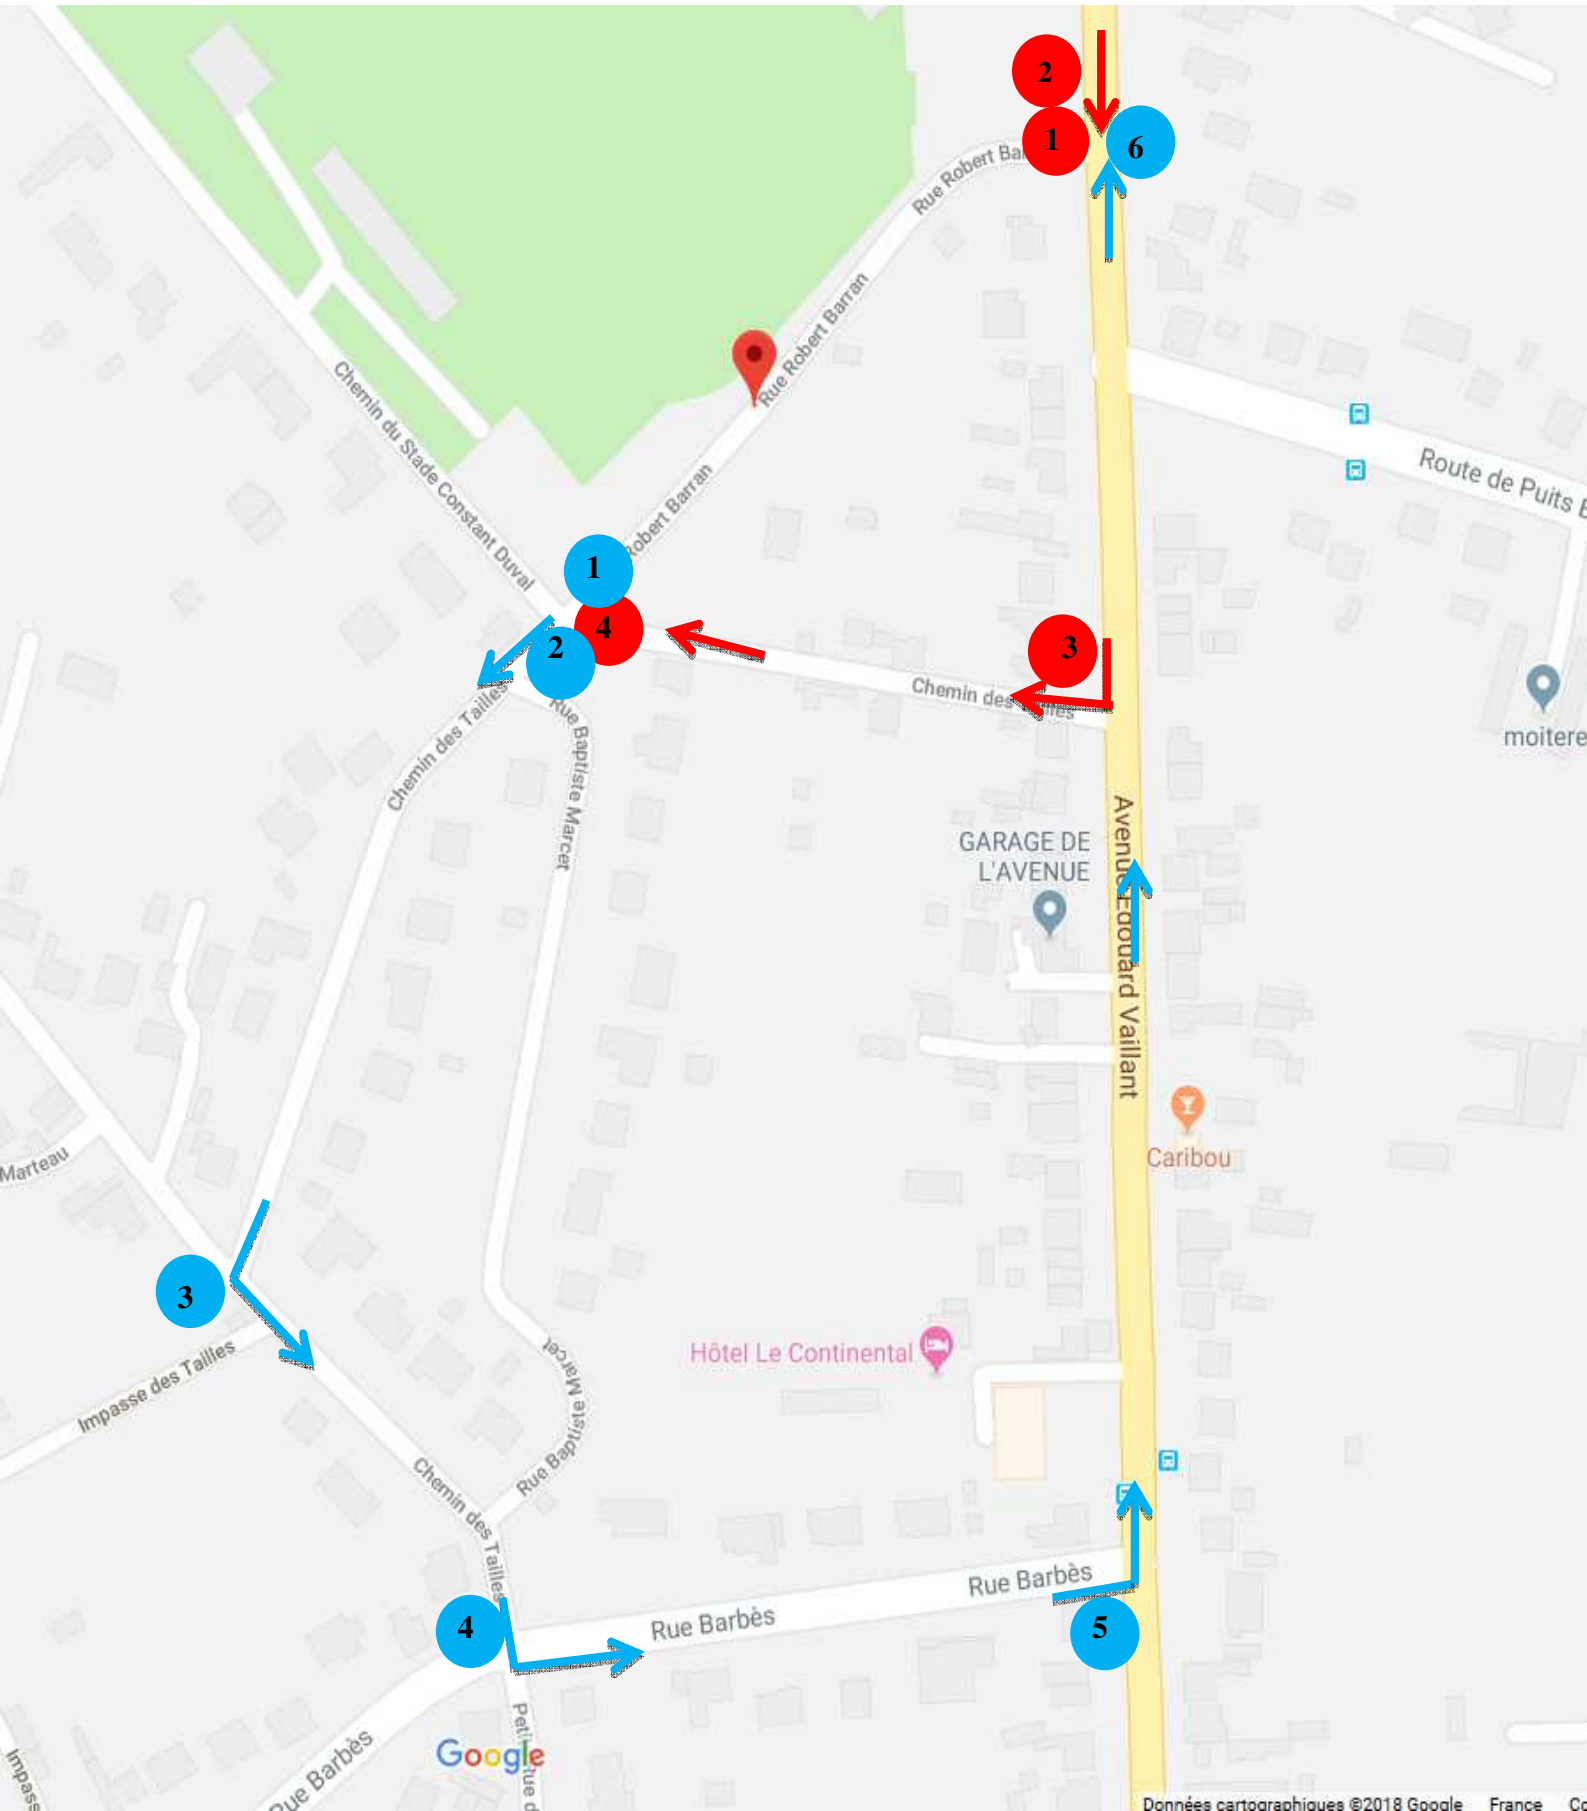 2
1
6
Rue Robert
Rue Robert Barran
Chemin du Stade Constant Duval
Route de Puits
Robert Barran
1
4
2
3
Chemin des Tailles
Chemin des
Rue Baptiste Marcet
moitere
GARAGE DE
L'AVENUE
Avenue Edouard Vaillant
Caribou
Marteau
3
Impasse des Tailles
Hôtel Le Continental
Rue Baptiste Marcet
Marcet
Chemin des Tailles
Rue Barbès
Rue Barbès
4
5
Rue Barbès
Google
Impass
Données cartographiques ©2018 Google France